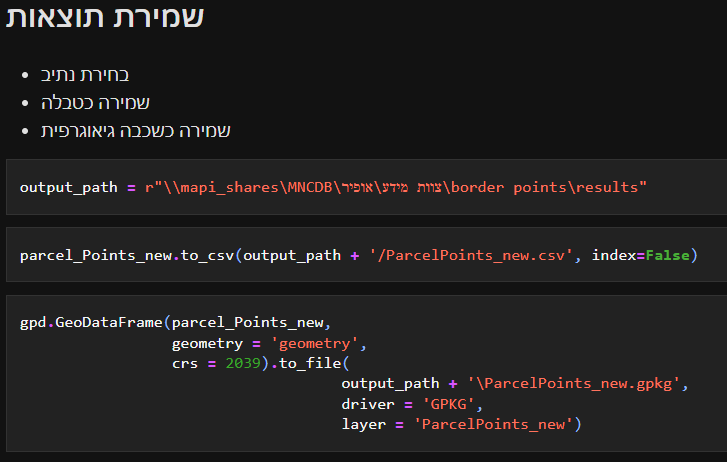 שמירת תוצאות
• בחירת נתיב
• שמירה כטבלה
• שמירה כשכבה גיאוגרפית
output_path = r"\\mapi_shares\MNCDB\צוות מידע\אופיר\border points\results"
parcel_Points_new.to_csv(output_path + '/ParcelPoints_new.csv', index=False)
gpd.GeoDataFrame(parcel_Points_new,
geometry = 'geometry',
crs = 2039).to_file(
output_path + '\ParcelPoints_new.gpkg',
driver = 'GPKG',
layer = 'ParcelPoints_new')